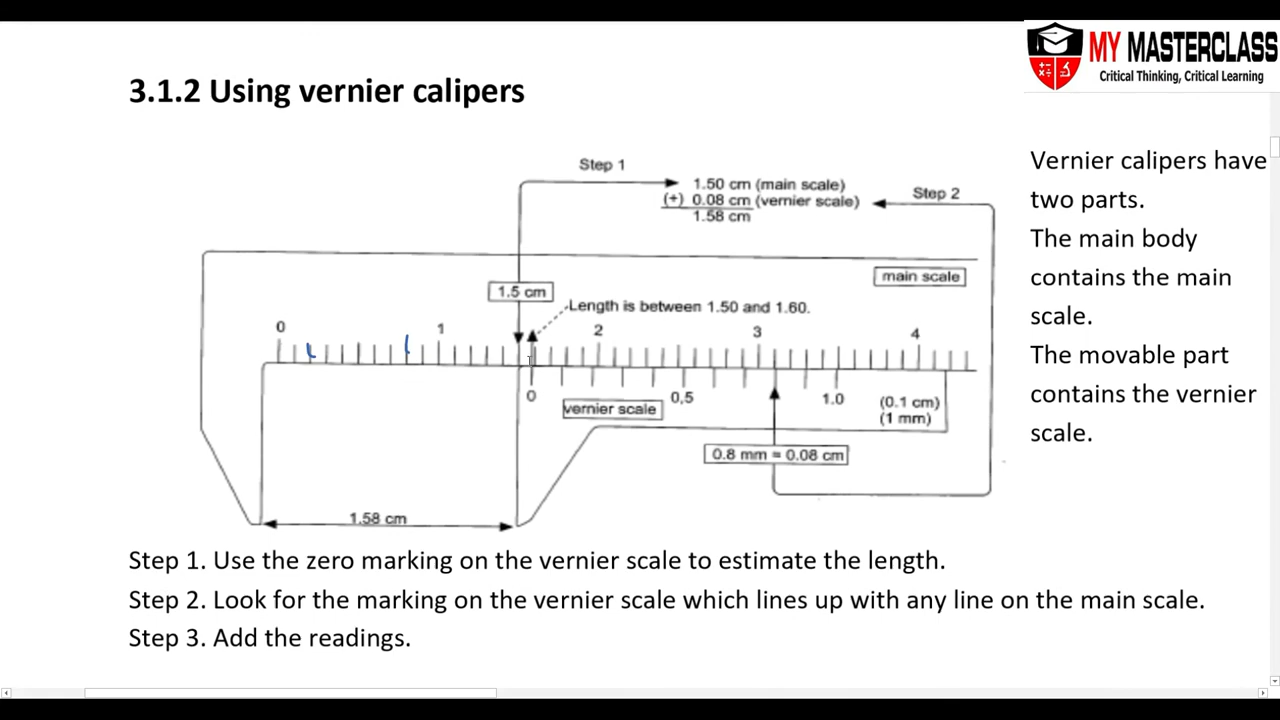 MY MASTERCLASS
Critical Thinking, Critical Learning
3.1.2 Using vernier calipers
Step 1
1.50 cm (main scale)
(+) 0.08 cm (vernier scale)
1.58 cm
Step 2
main scale
1.5 cm
Length is between 1.50 and 1.60.
0 1 2 3 4
0 0,5 1.0 (0.1 cm)
(1 mm)
vernier scale
0.8 mm = 0.08 cm
1.58 cm
Vernier calipers have
two parts.
The main body
contains the main
scale.
The movable part
contains the vernier
scale.
Step 1. Use the zero marking on the vernier scale to estimate the length.
Step 2. Look for the marking on the vernier scale which lines up with any line on the main scale.
Step 3. Add the readings.